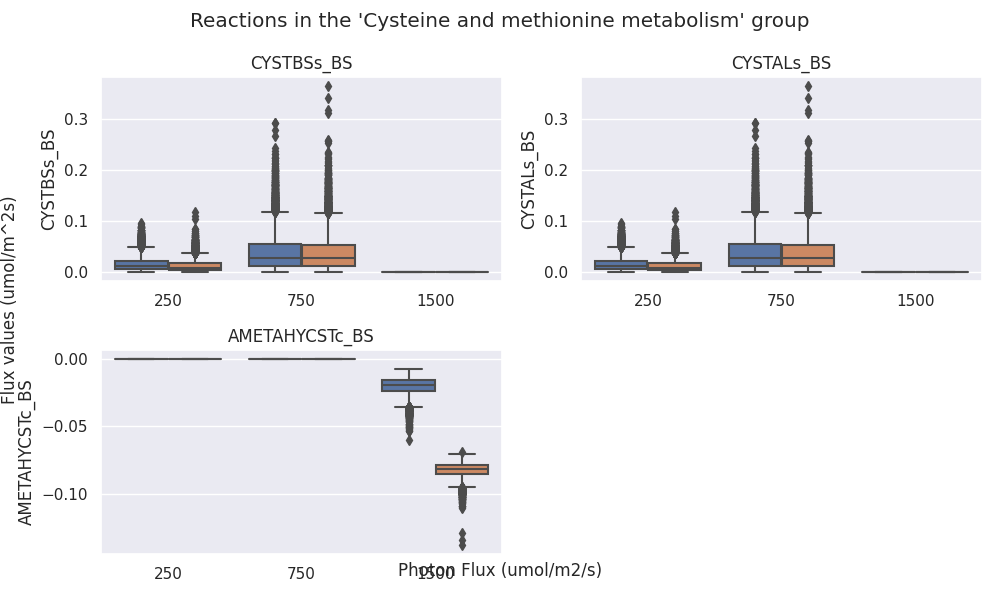 Reactions in the 'Cysteine and methionine metabolism' group
CYSTBSs_BS
CYSTBSs_BS
0.3
0.2
0.1
0.0
250
750
1500
CYSTALs_BS
CYSTALs_BS
0.3
0.2
0.1
0.0
250
750
1500
Flux values (umol/m^2s)
AMETAHYCSTc_BS
AMETAHYCSTc_BS
0.00
−0.05
−0.10
250
750
1500
Photon Flux (umol/m2/s)